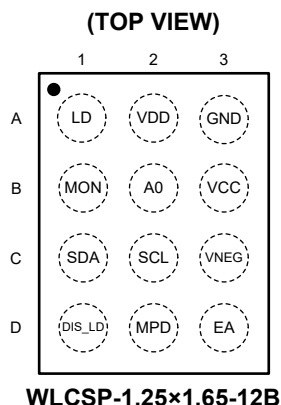 (TOP VIEW)
1 2 3
A LD VDD GND
B MON A0 VCC
C SDA SCL VNEG
D DIS_LD MPD EA
WLCSP-1.25×1.65-12B